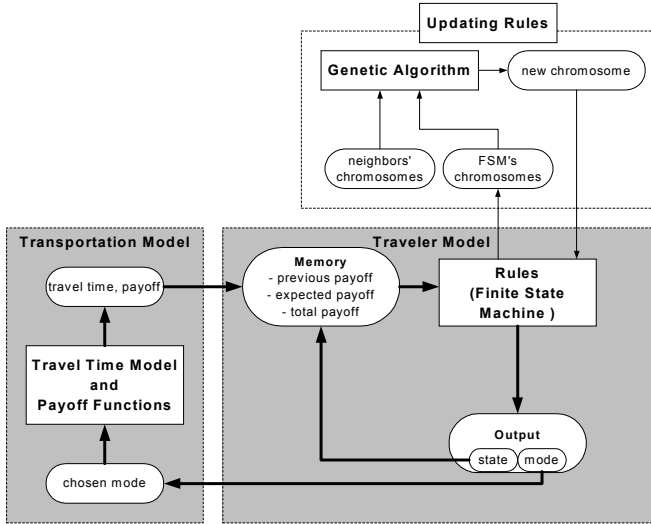 Updating Rules
Genetic Algorithm
new chromosome
neighbors'
chromosomes
FSM's
chromosomes
Transportation Model
travel time, payoff
Travel Time Model
and
Payoff Functions
chosen mode
Traveler Model
Memory
- previous payoff
- expected payoff
- total payoff
Rules
(Finite State
Machine )
Output
state
mode